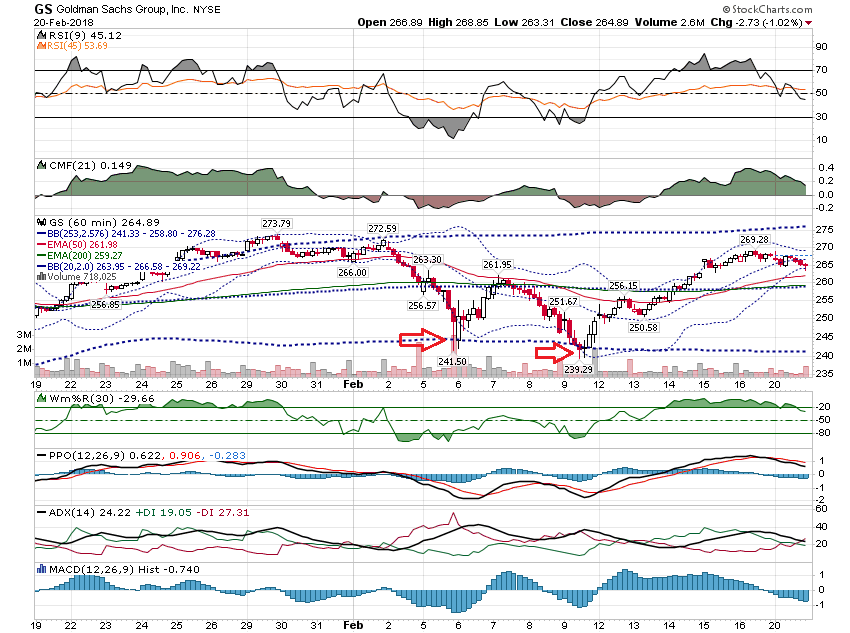 GS Goldman Sachs Group, Inc. NYSE
© StockCharts.com
20-Feb-2018
Open 266.89 High 268.85 Low 263.31 Close 264.89 Volume 2.6M Chg -2.73 (-1.02%)
RSI(9) 45.12
RSI(45) 53.69
90
70
50
30
10
CMF(21) 0.149
0.4
0.2
0.0
-0.2
GS (60 min) 264.89
BB(253,2.576) 241.33 - 258.80 - 276.28
EMA(50) 261.98
EMA(200) 259.27
BB(20,2.0) 263.95 - 266.58 - 269.22
Volume 718,025
273.79
272.59
269.28
263.30
266.00
261.95
256.15
256.85
256.57
251.67
250.58
241.50
239.29
275
270
265
260
255
250
245
240
235
3M
2M
1M
19 22 23 24 25 26 29 30 31 Feb 2 5 6 7 8 9 12 13 14 15 16 20
Wm%R(30) -29.66
-20
-50
-80
PPO(12,26,9) 0.622, 0.906, -0.283
1
0
-1
-2
ADX(14) 24.22 +DI 19.05 -DI 27.31
60
40
20
MACD(12,26,9) Hist -0.740
1
0
-1
19 22 23 24 25 26 29 30 31 Feb 2 5 6 7 8 9 12 13 14 15 16 20